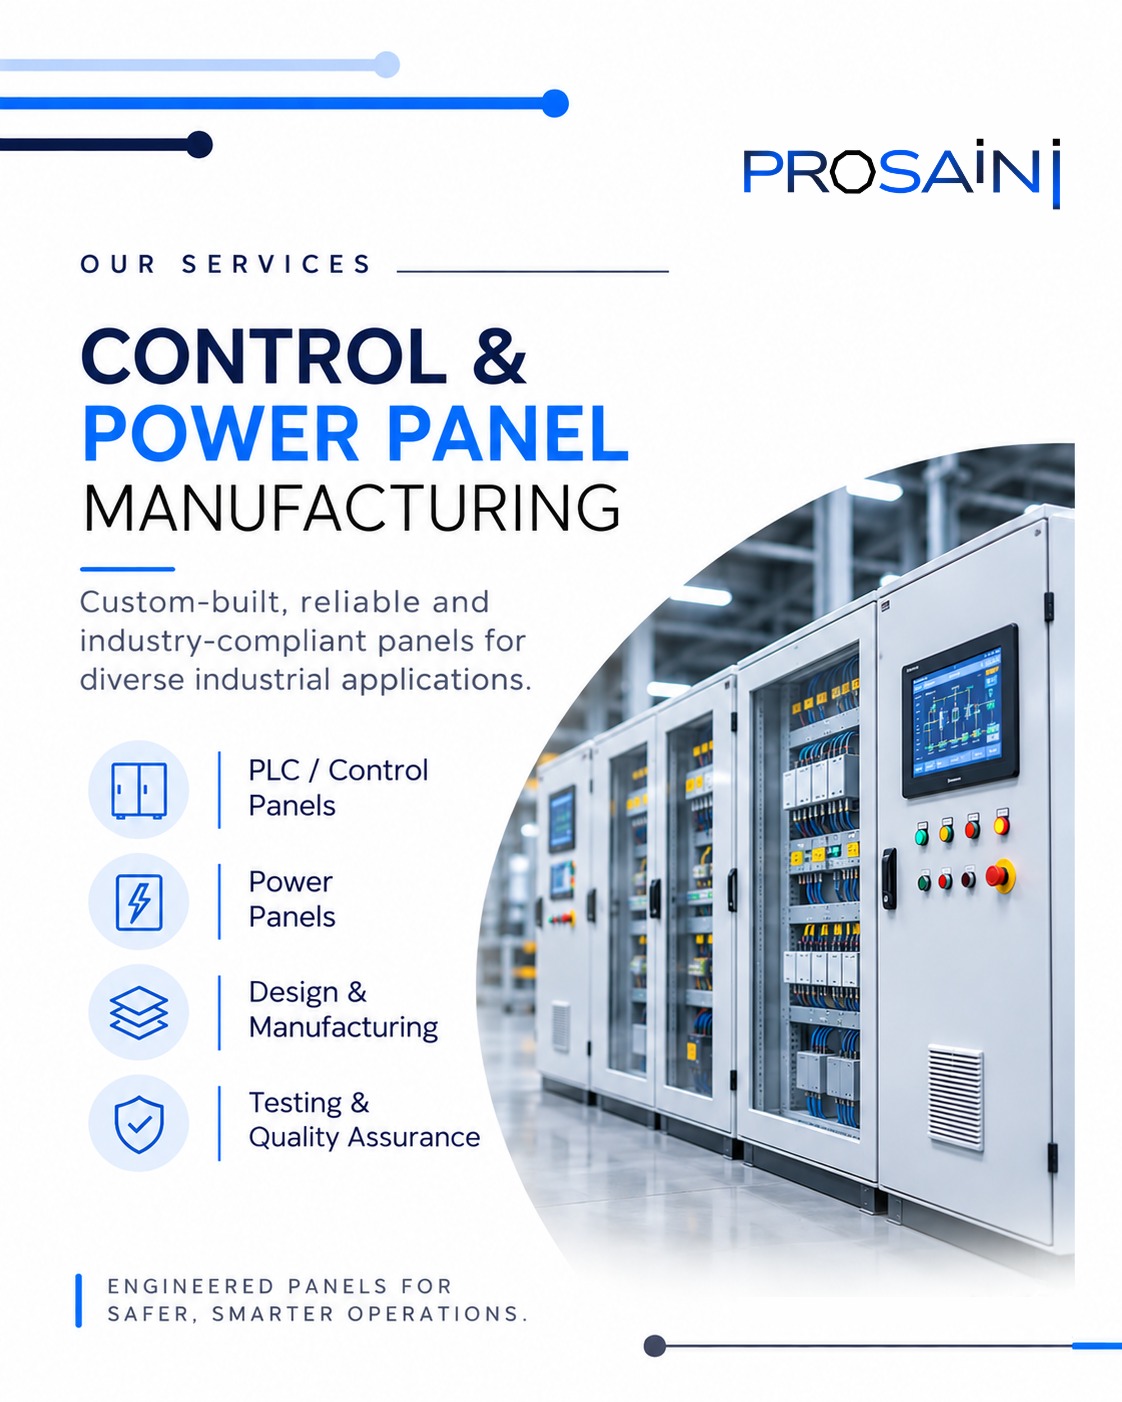 PROSAINj
OUR SERVICES
CONTROL &
POWER PANEL
MANUFACTURING
Custom-built, reliable and
industry-compliant panels for
diverse industrial applications.
PLC / Control
Panels
Power
Panels
Design &
Manufacturing
Testing &
Quality Assurance
ENGINEERED PANELS FOR
SAFER, SMARTER OPERATIONS.